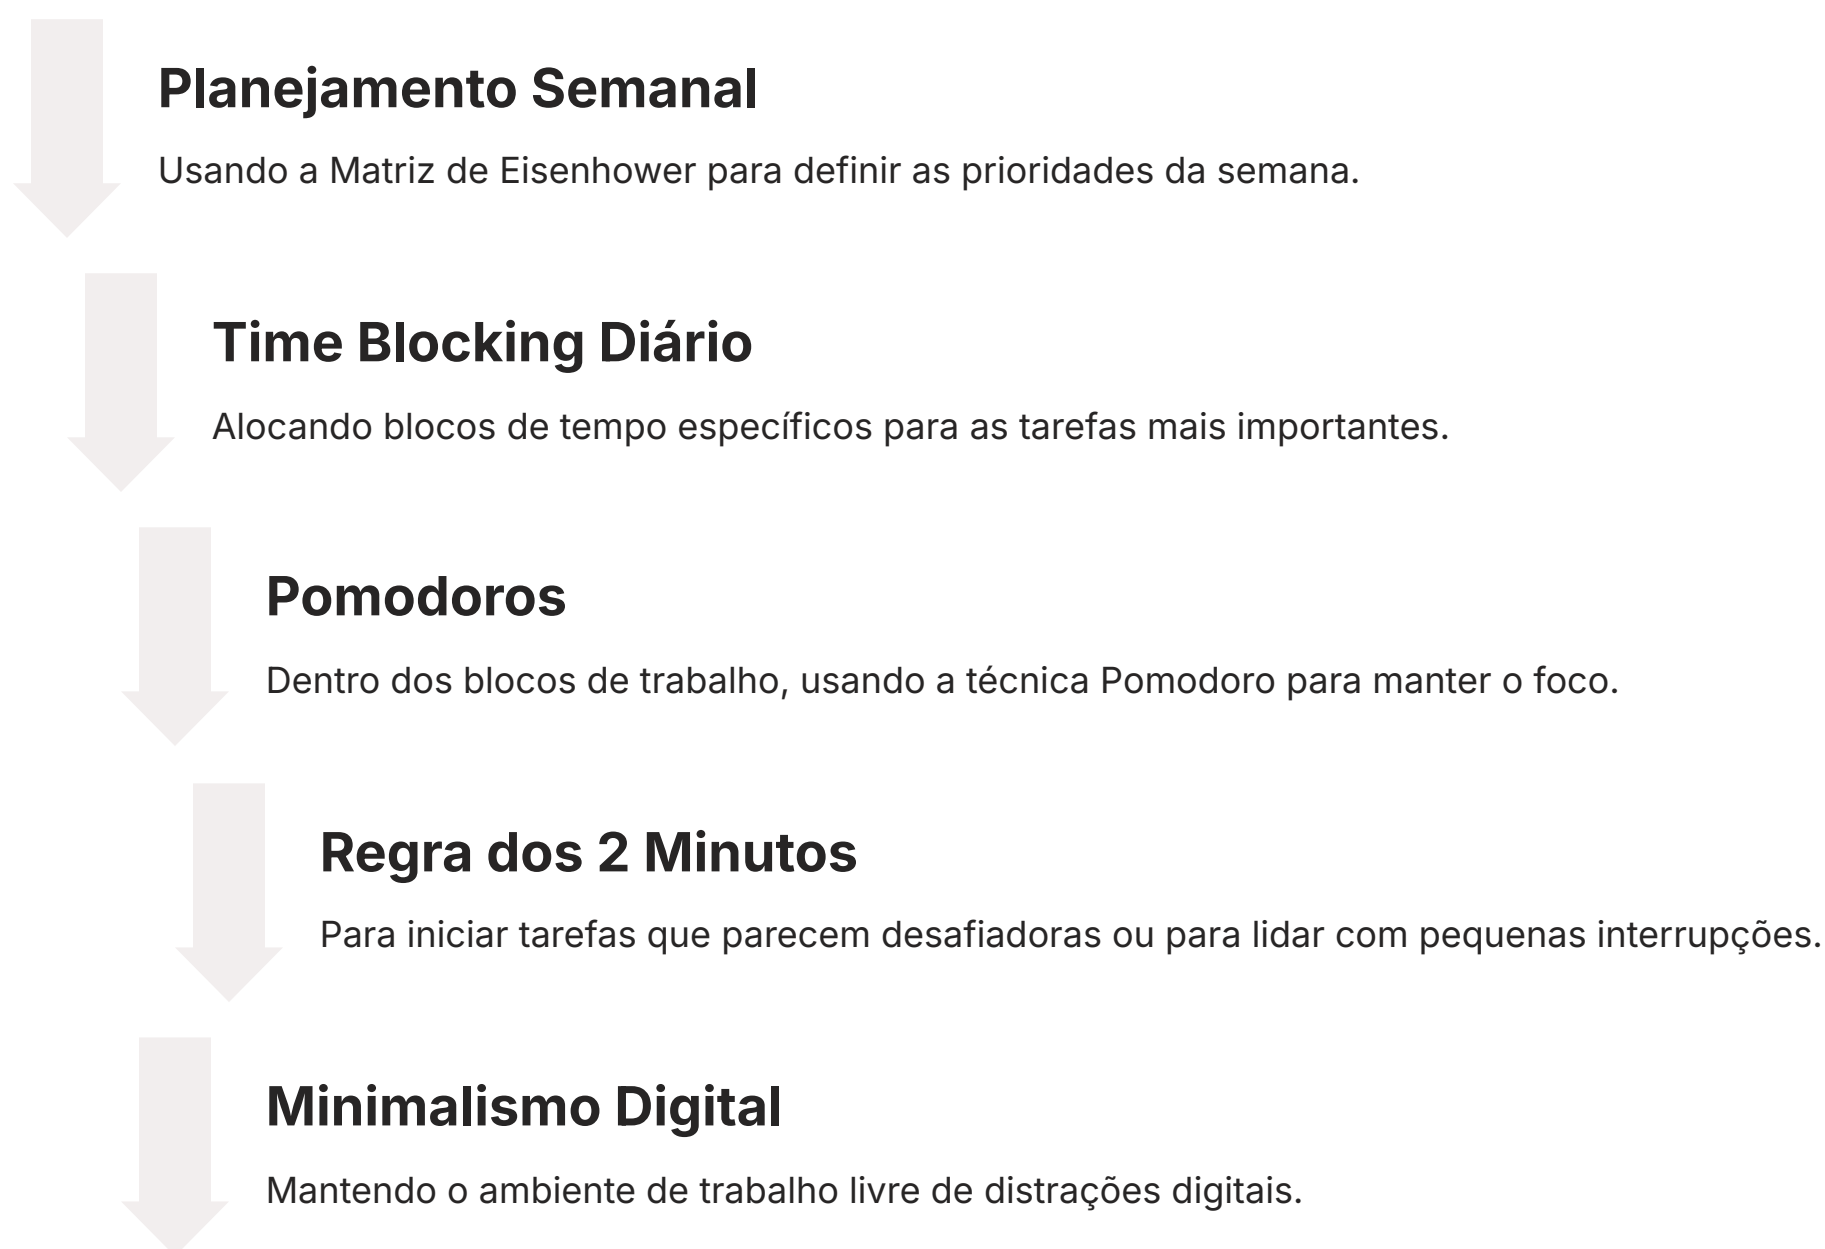 Planejamento Semanal
Usando a Matriz de Eisenhower para definir as prioridades da semana.
Time Blocking Diário
Alocando blocos de tempo específicos para as tarefas mais importantes.
Pomodoros
Dentro dos blocos de trabalho, usando a técnica Pomodoro para manter o foco.
Regra dos 2 Minutos
Para iniciar tarefas que parecem desafiadoras ou para lidar com pequenas interrupções.
Minimalismo Digital
Mantendo o ambiente de trabalho livre de distrações digitais.